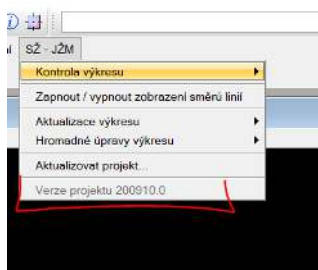 SŽ - JŽM
Kontrola výkresu
Zapnout / vypnout zobrazení směrů linií
Aktualizace výkresu
Hromadné úpravy výkresu
Aktualizovat projekt...
Verze projektu 200910.0